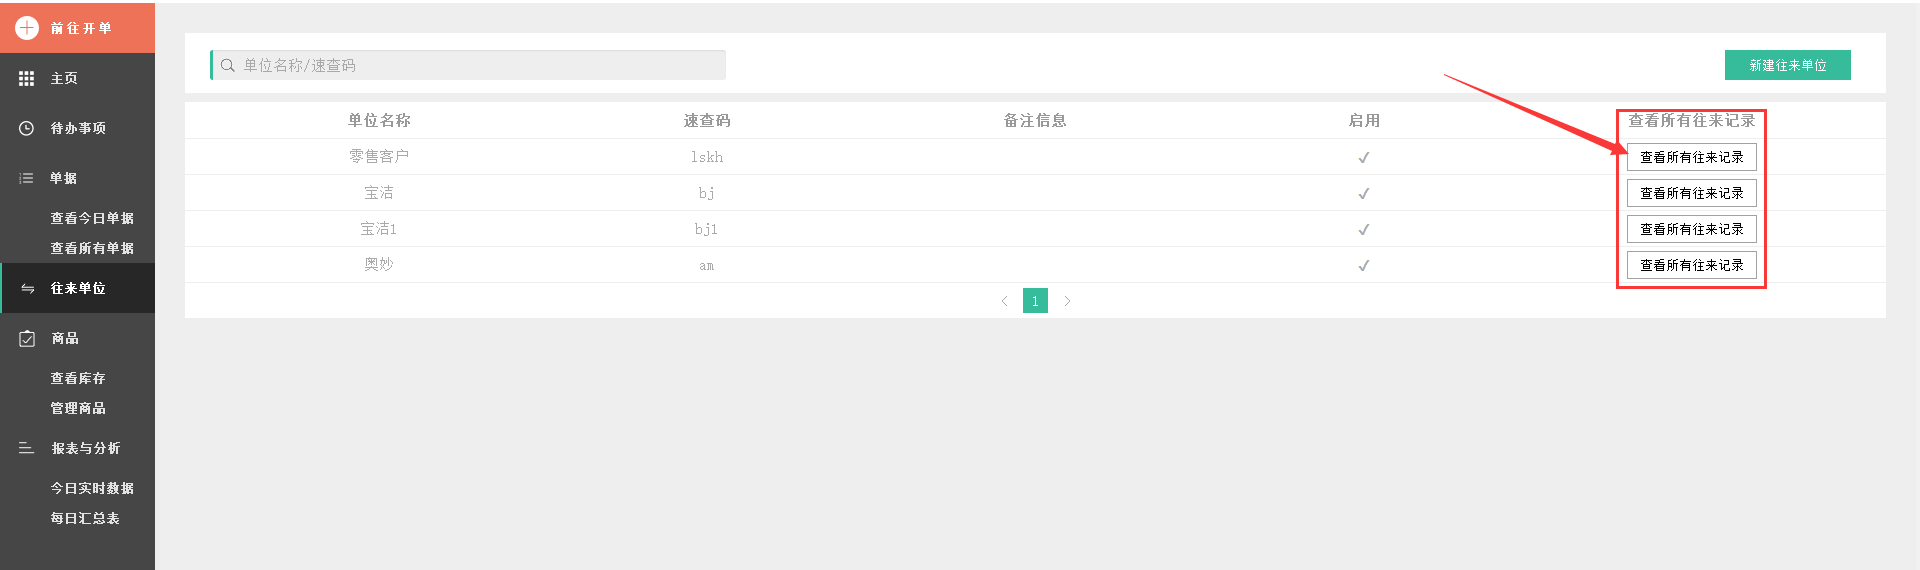 前往开单
主页
待办事项
单据
查看今日单据
查看所有单据
往来单位
商品
查看库存
管理商品
报表与分析
今日实时数据
每日汇总表
单位名称/速查码
新建往来单位
单位名称 速查码 备注信息 启用 查看所有往来记录
零售客户 lskh ✓ 查看所有往来记录
宝洁 bj ✓ 查看所有往来记录
宝洁1 bj1 ✓ 查看所有往来记录
奥妙 am ✓ 查看所有往来记录
< 1 >